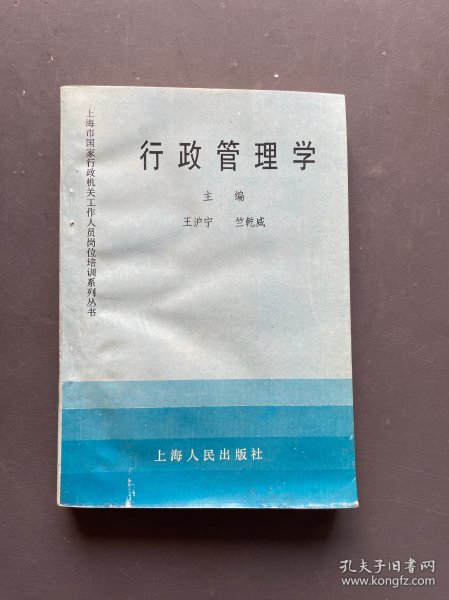 上海市国家行政机关工作人员岗位培训系列丛书
行政管理学
主编
王沪宁 竺乾威
上海人民出版社
孔夫子旧书网
www.kongfz.com